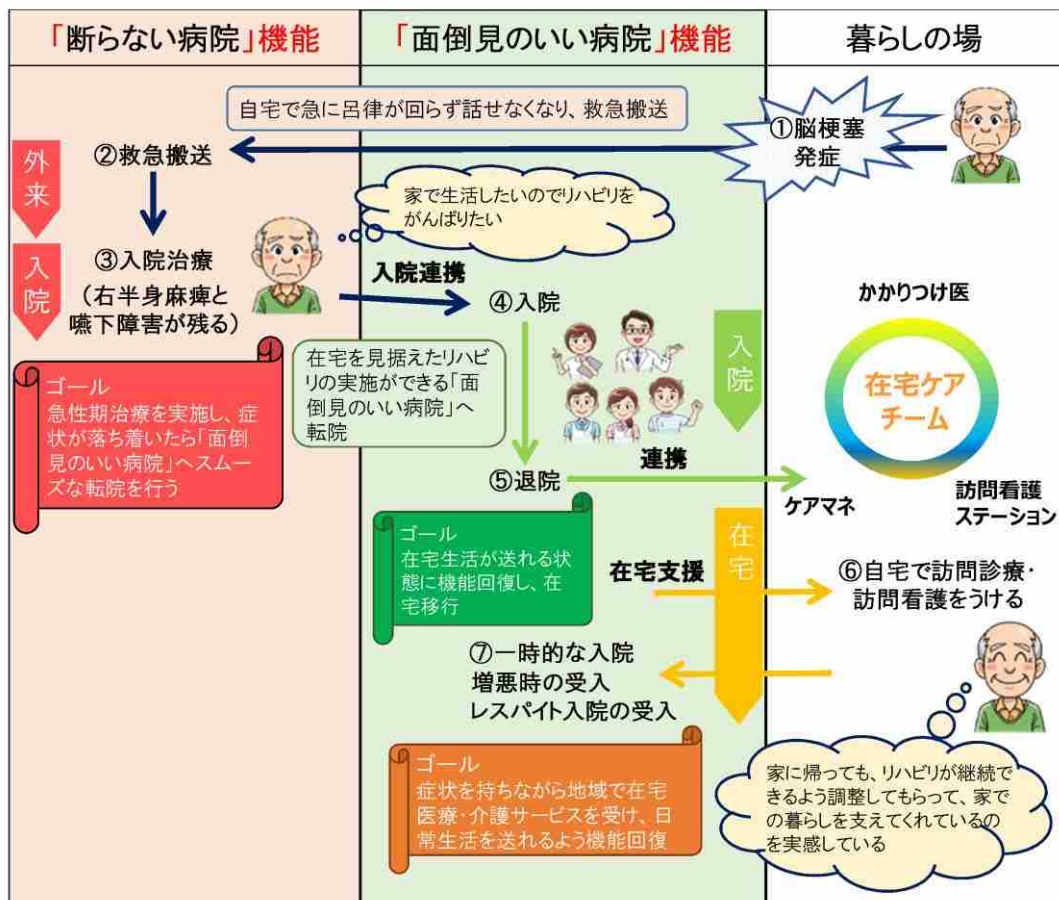 「断らない病院」機能
「面倒見のいい病院」機能
暮らしの場
自宅で急に呂律が回らず話せなくなり、救急搬送
①脳梗塞
発症
外来
②救急搬送
家で生活したいのでリハビリを
がんばりたい
入院
③入院治療
(右半身麻痺と
嚥下障害が残る)
入院連携
④入院
ゴール
急性期治療を実施し、症
状が落ち着いたら「面倒
見のいい病院」へスムー
ズな転院を行う
在宅を見据えたリハビ
リの実施ができる「面
倒見のいい病院」へ
転院
入院
かかりつけ医
在宅ケア
チーム
⑤退院
連携
ケアマネ
訪問看護
ステーション
ゴール
在宅生活が送れる状
態に機能回復し、在
宅移行
在宅支援
在宅
⑥自宅で訪問診療・
訪問看護をうける
⑦一時的な入院
増悪時の受入
レスパイト入院の受入
ゴール
症状を持ちながら地域で在宅
医療・介護サービスを受け、日
常生活を送れるよう機能回復
家に帰っても、リハビリが継続で
きるよう調整してもらって、家で
の暮らしを支えてくれているの
を実感している